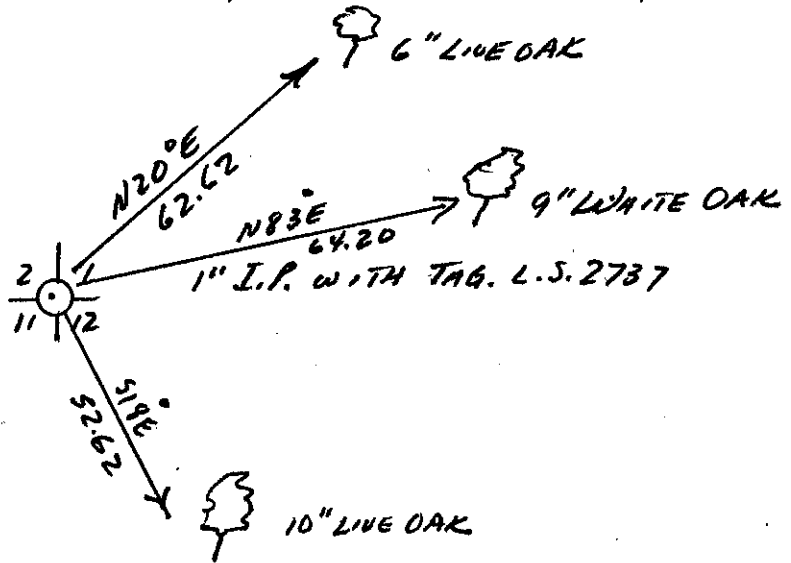 6" LIVE OAK
N20°E
62.62
9" WHITE OAK
N83°E
64.20
1" I.P. WITH TAG. L.S. 2737
2 1
11 12
S19°E
52.62
10" LIVE OAK